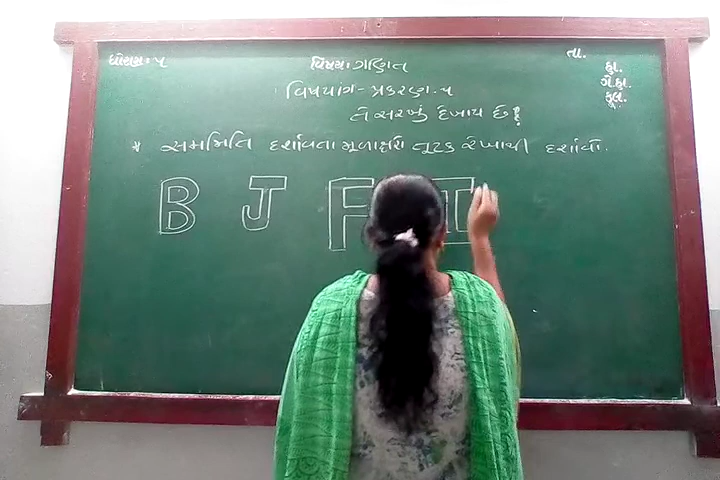 ધોરણ: ૫ વિષય: ગણિત તા.
હા.
ગે.હા.
કુલ.
વિષયાંગ - પ્રકરણ - ૫
તે સરખું દેખાય છે!
* સમમિતિ દર્શાવતા મૂળાક્ષરો તૂટક રેખાથી દર્શાવો.
B J F I